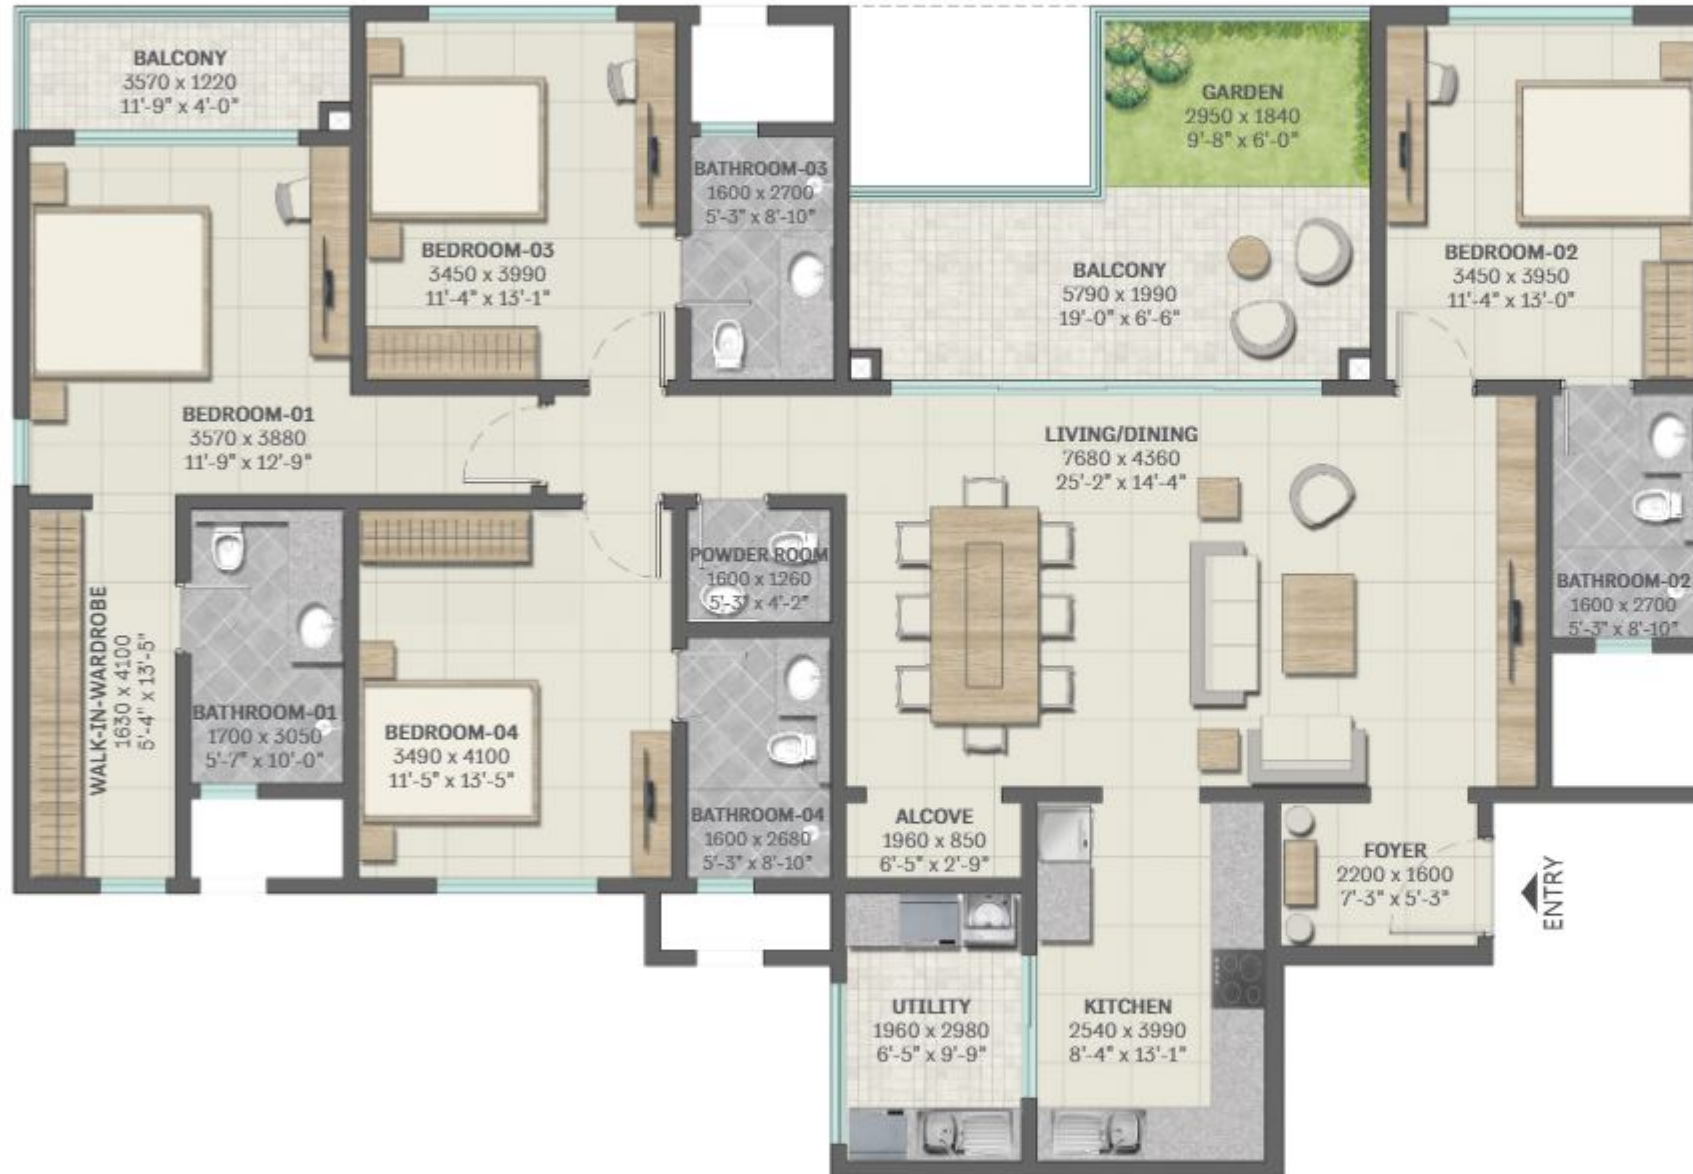 BALCONY
3570 x 1220
11'-9" x 4'-0"
GARDEN
2950 x 1840
9'-8" x 6'-0"
BATHROOM-03
1600 x 2700
5'-3" x 8'-10"
BEDROOM-03
3450 x 3990
11'-4" x 13'-1"
BALCONY
5790 x 1990
19'-0" x 6'-6"
BEDROOM-02
3450 x 3950
11'-4" x 13'-0"
BEDROOM-01
3570 x 3880
11'-9" x 12'-9"
LIVING/DINING
7680 x 4360
25'-2" x 14'-4"
POWDER ROOM
1600 x 1260
5'-3" x 4'-2"
BATHROOM-02
1600 x 2700
5'-3" x 8'-10"
WALK-IN-WARDROBE
1630 x 4100
5'-4" x 13'-5"
BATHROOM-01
1700 x 3050
5'-7" x 10'-0"
BEDROOM-04
3490 x 4100
11'-5" x 13'-5"
BATHROOM-04
1600 x 2680
5'-3" x 8'-10"
ALCOVE
1960 x 850
6'-5" x 2'-9"
FOYER
2200 x 1600
7'-3" x 5'-3"
ENTRY
UTILITY
1960 x 2980
6'-5" x 9'-9"
KITCHEN
2540 x 3990
8'-4" x 13'-1"